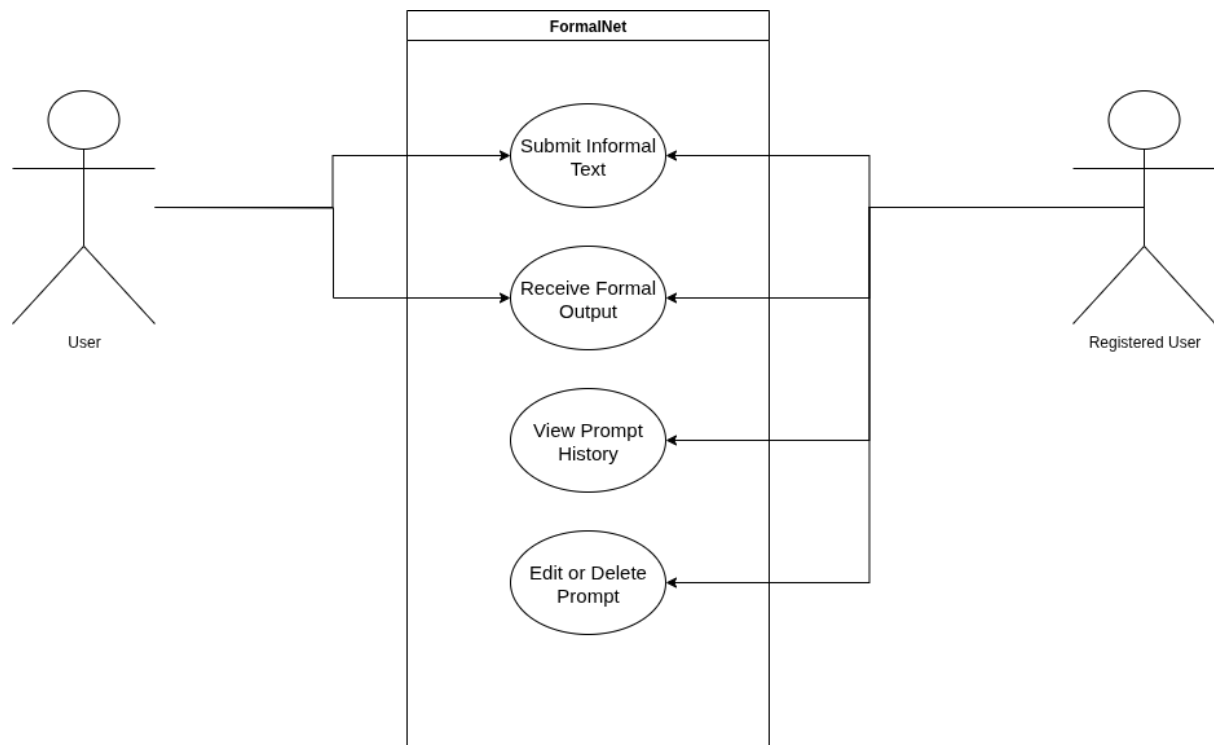 FormalNet
Submit Informal
Text
Receive Formal
Output
User
Registered User
View Prompt
History
Edit or Delete
Prompt